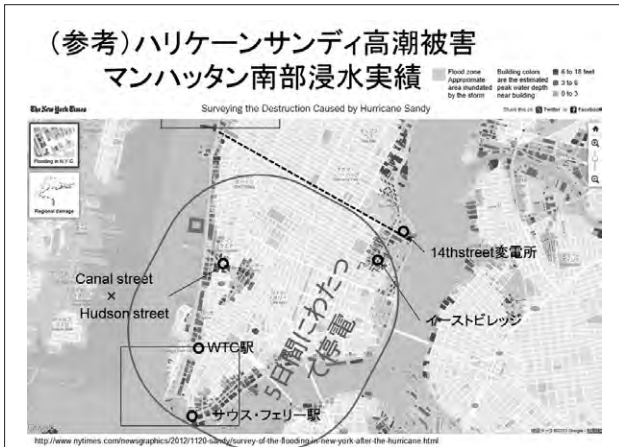 （参考）ハリケーンサンディ高潮被害
マンハッタン南部浸水実績
Flood zone
Approximate
area inundated
by the storm
Building colors
are the estimated
peak water depth
near building
6 to 18 feet
3 to 6
0 to 3
The New York Times
Surveying the Destruction Caused by Hurricane Sandy
Share this on Twitter Facebook
Flooding in N.Y.C.
Regional damage
14thstreet変電所
Canal street
×
Hudson street
イーストビレッジ
5日間にわたっ
て停電
WTC駅
サウス・フェリー駅
http://www.nytimes.com/newsgraphics/2012/1120-sandy/survey-of-the-flooding-in-new-york-after-the-hurricane.html